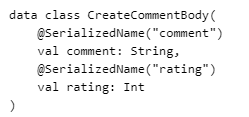 data class CreateCommentBody(
    @SerializedName("comment")
    val comment: String,
    @SerializedName("rating")
    val rating: Int
)